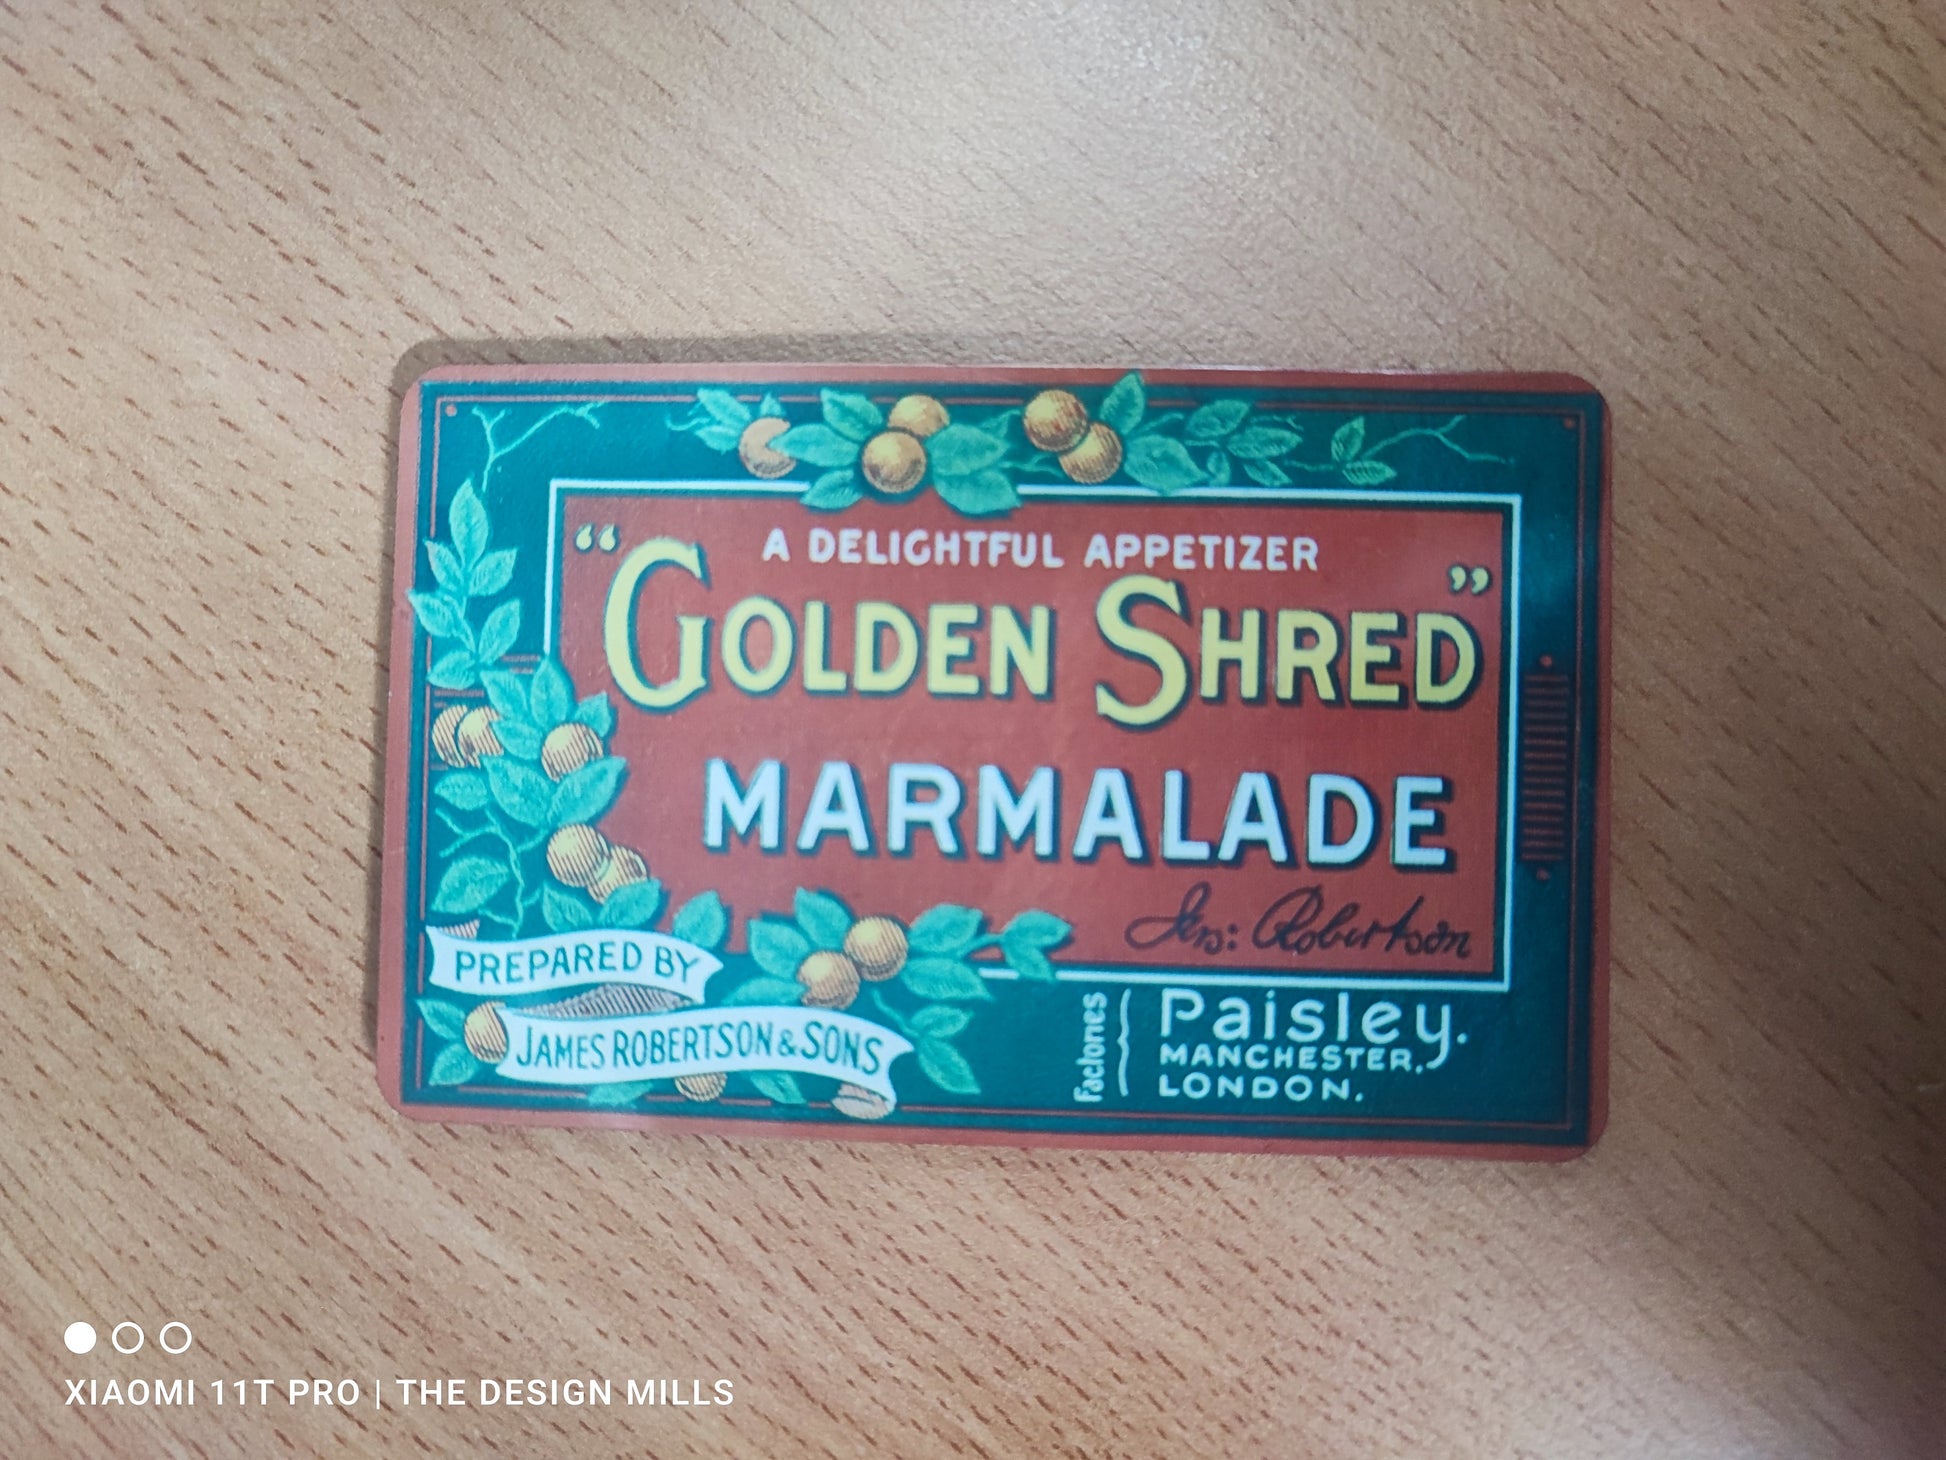 A DELIGHTFUL APPETIZER
"GOLDEN SHRED"
MARMALADE
Jas: Robertson
PREPARED BY
JAMES ROBERTSON & SONS
Factories
Paisley.
MANCHESTER.
LONDON.
XIAOMI 11T PRO | THE DESIGN MILLS